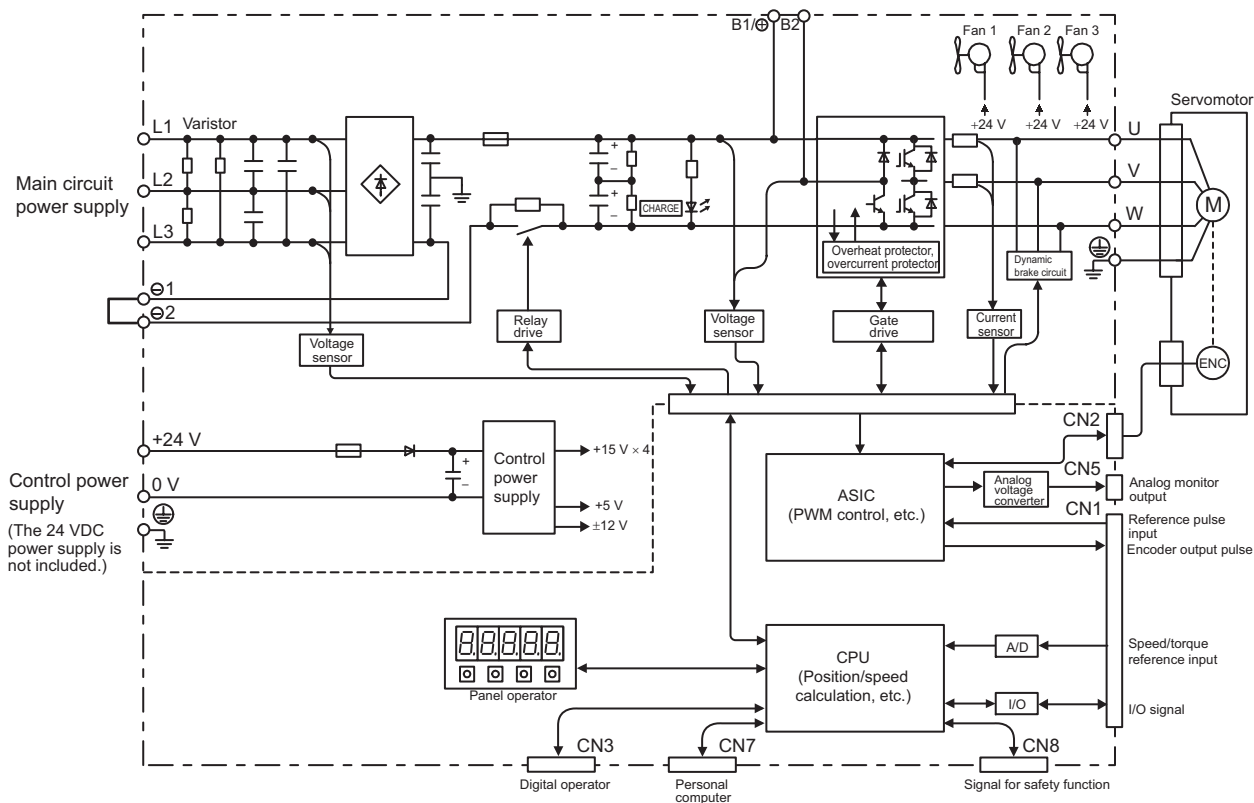 B1/⊕ B2
Fan 1 Fan 2 Fan 3
+24 V +24 V +24 V
Servomotor
Varistor
L1
L2
L3
Main circuit
power supply
U
V
W
M
ENC
+
–
+
–
CHARGE
Overheat protector,
overcurrent protector
Dynamic
brake circuit
⊖1
⊖2
Voltage
sensor
Relay
drive
Voltage
sensor
Gate
drive
Current
sensor
+24 V
0 V
Control power
supply
(The 24 VDC
power supply is
not included.)
+
–
Control
power
supply
+15 V × 4
+5 V
±12 V
ASIC
(PWM control, etc.)
Analog
voltage
converter
CN2
CN5
Analog monitor
output
CN1
Reference pulse
input
Encoder output pulse
8.8.8.8.8.
Panel operator
CPU
(Position/speed
calculation, etc.)
A/D
Speed/torque
reference input
I/O
I/O signal
CN3
Digital operator
CN7
Personal
computer
CN8
Signal for safety function